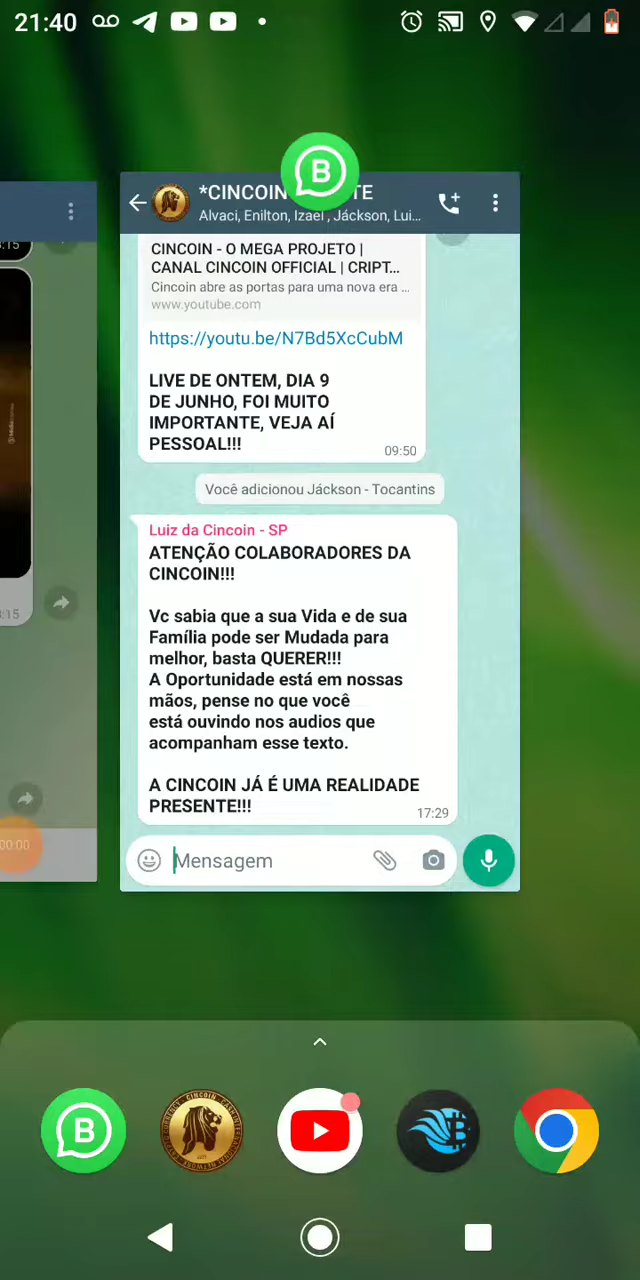 21:40
*CINCOIN
TE
Alvaci, Enilton, Izael , Jáckson, Lui...
CINCOIN - O MEGA PROJETO |
CANAL CINCOIN OFFICIAL | CRIPT...
Cincoin abre as portas para uma nova era ...
www.youtube.com
https://youtu.be/N7Bd5XcCubM
LIVE DE ONTEM, DIA 9
DE JUNHO, FOI MUITO
IMPORTANTE, VEJA AÍ
PESSOAL!!!
09:50
Você adicionou Jáckson - Tocantins
Luiz da Cincoin - SP
ATENÇÃO COLABORADORES DA
CINCOIN!!!
Vc sabia que a sua Vida e de sua
Família pode ser Mudada para
melhor, basta QUERER!!!
A Oportunidade está em nossas
mãos, pense no que você
está ouvindo nos audios que
acompanham esse texto.
A CINCOIN JÁ É UMA REALIDADE
PRESENTE!!!
17:29
Mensagem
:15
:15
00:00
B
B